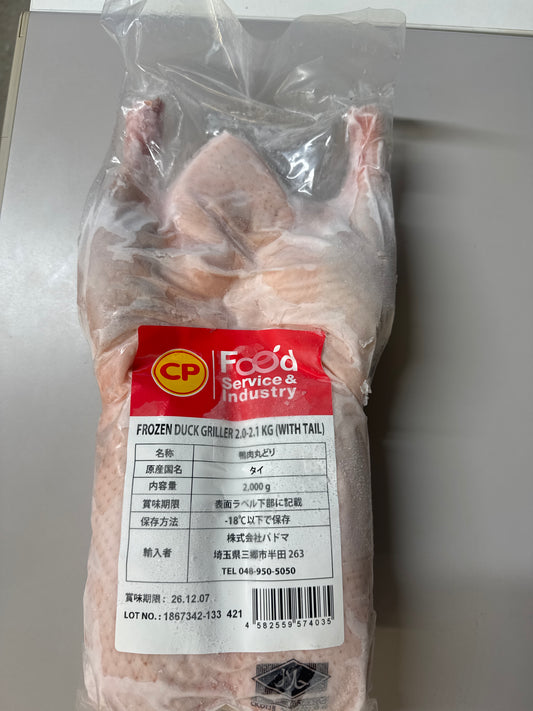 CP
Food
Service &
Industry
FROZEN DUCK GRILLER 2.0-2.1 KG (WITH TAIL)
名称 鴨肉丸どり
原産国名 タイ
内容量 2,000 g
賞味期限 表面ラベル下部に記載
保存方法 -18℃以下で保存
輸入者 株式会社パドマ
埼玉県三郷市半田 263
TEL 048-950-5050
賞味期限 : 26.12.07
LOT NO. : 1867342-133 421
4 582559 574035
حلال